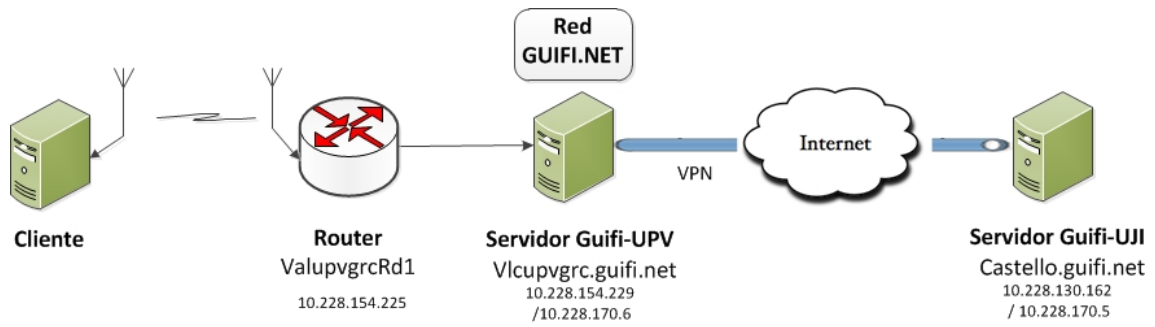 Red
GUIFI.NET
Internet
VPN
Cliente
Router
ValupvgrcRd1
10.228.154.225
Servidor Guifi-UPV
Vlcupvgrc.guifi.net
10.228.154.229
/10.228.170.6
Servidor Guifi-UJI
Castello.guifi.net
10.228.130.162
/ 10.228.170.5